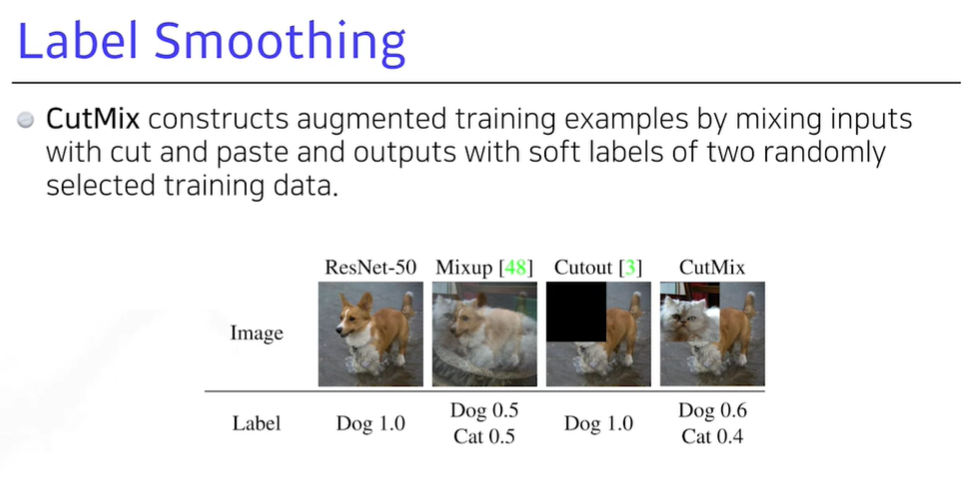 Label Smoothing
CutMix constructs augmented training examples by mixing inputs
with cut and paste and outputs with soft labels of two randomly
selected training data.
ResNet-50 Mixup [48] Cutout [3] CutMix
Image
Dog 0.5 Dog 0.6
Label Dog 1.0 Dog 1.0
Cat 0.5 Cat 0.4